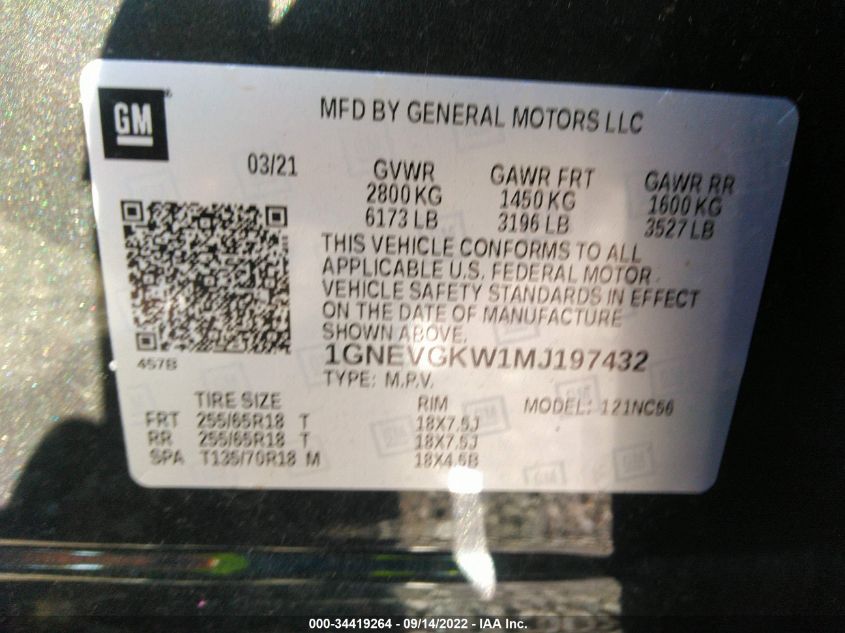 GM
MFD BY GENERAL MOTORS LLC
03/21
GVWR
2800 KG
6173 LB
GAWR FRT
1450 KG
3196 LB
GAWR RR
1600 KG
3527 LB
THIS VEHICLE CONFORMS TO ALL
APPLICABLE U.S. FEDERAL MOTOR
VEHICLE SAFETY STANDARDS IN EFFECT
ON THE DATE OF MANUFACTURE
SHOWN ABOVE.
457B
1GNEVGKW1MJ197432
TYPE: M.P.V.
TIRE SIZE
RIM
MODEL: 121NC56
FRT 255/65R18 T 18X7.5J
RR 255/65R18 T 18X7.5J
SPA T135/70R18 M 18X4.5B
000-34419264 - 09/14/2022 - IAA Inc.